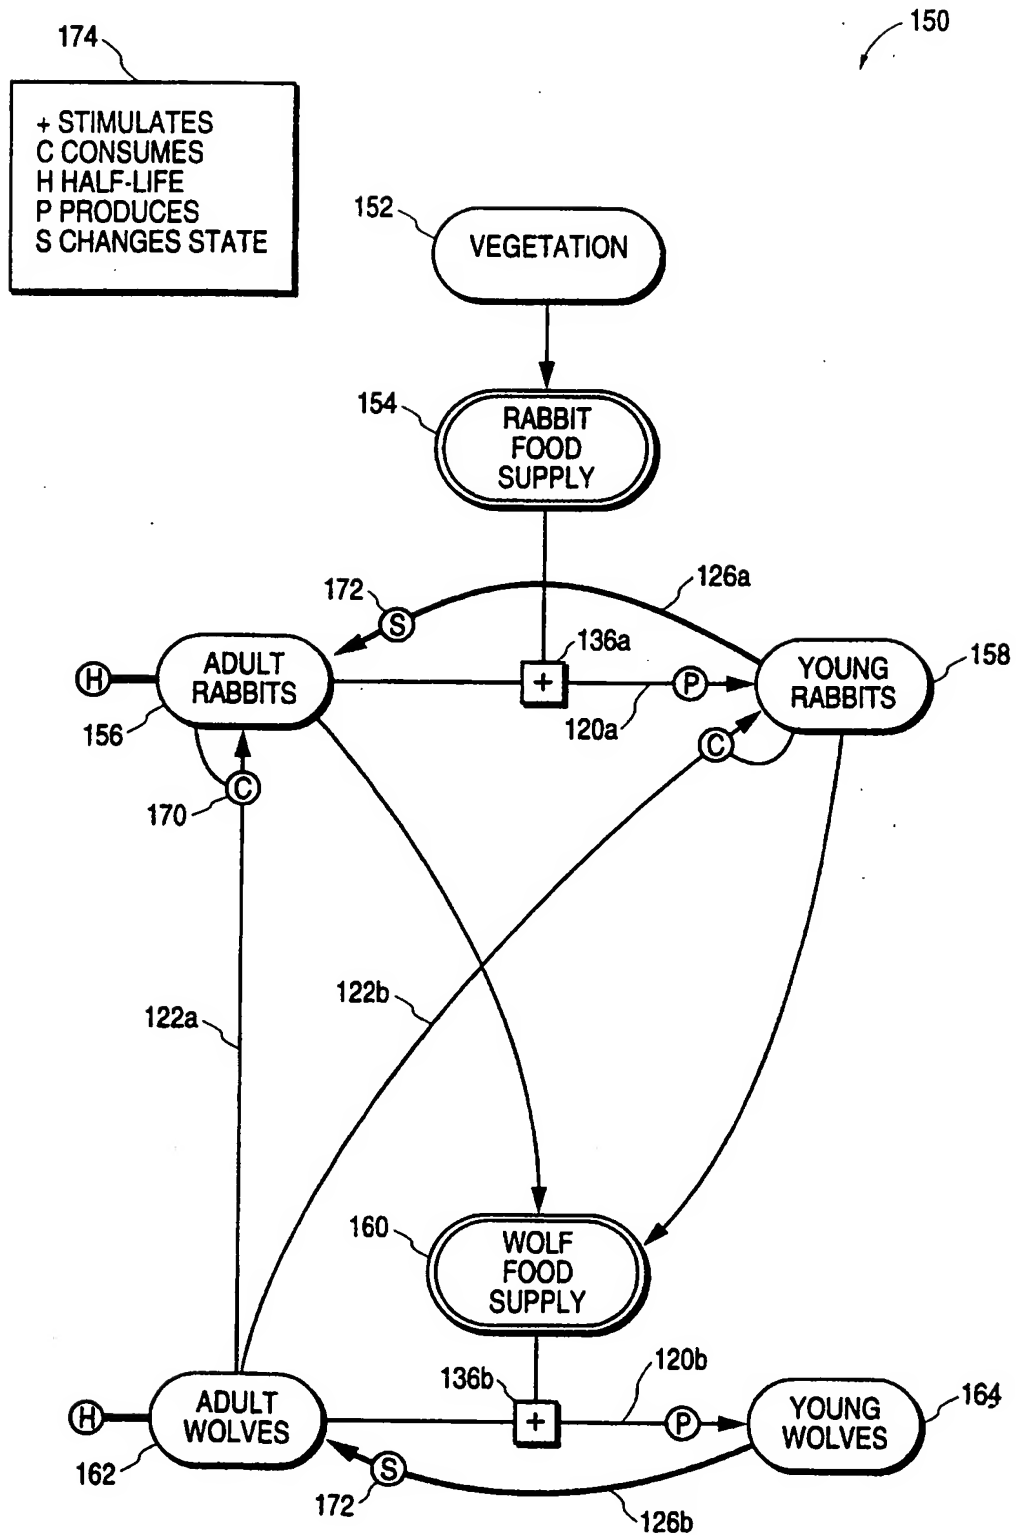 174
150
+ STIMULATES
C CONSUMES
H HALF-LIFE
P PRODUCES
S CHANGES STATE
152
VEGETATION
154
RABBIT
FOOD
SUPPLY
172
S
126a
H
ADULT
RABBITS
136a
+
120a
P
YOUNG
RABBITS
158
156
C
170
C
122a
122b
160
WOLF
FOOD
SUPPLY
H
ADULT
WOLVES
136b
+
120b
P
YOUNG
WOLVES
164
162
S
172
126b